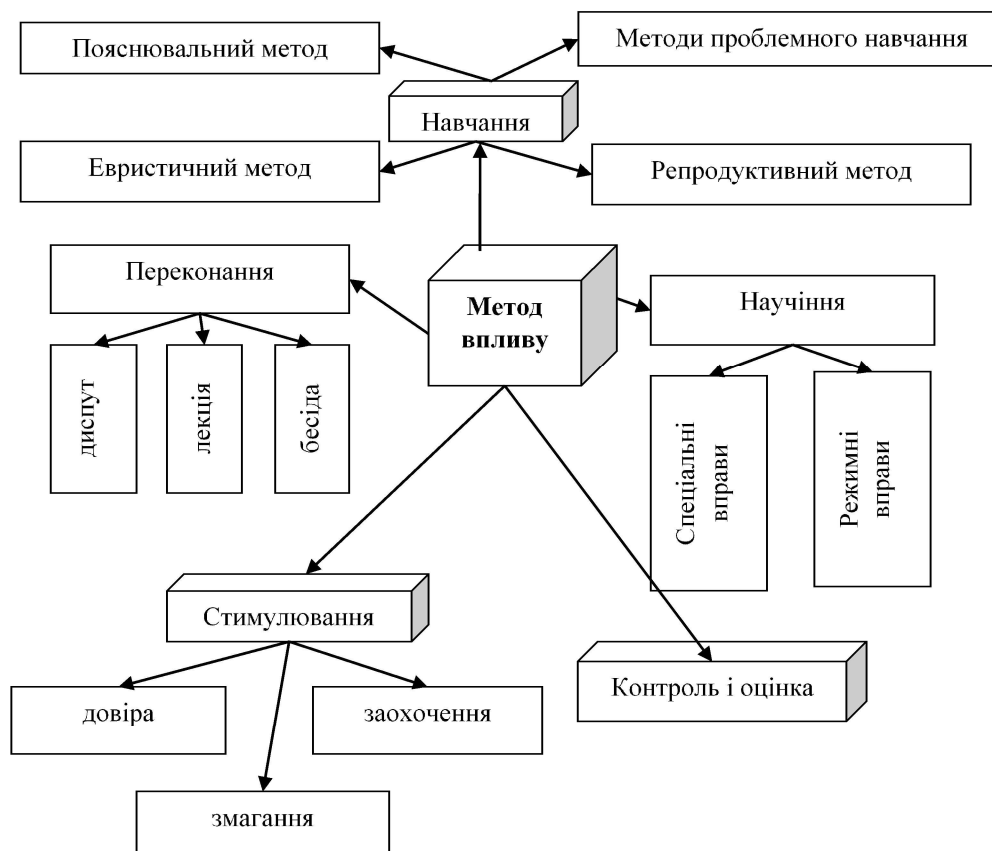 Пояснювальний метод
Методи проблемного навчання
Навчання
Евристичний метод
Репродуктивний метод
Переконання
Метод
впливу
Научіння
диспут
лекція
бесіда
Спеціальні
вправи
Режимні
вправи
Стимулювання
Контроль і оцінка
довіра
заохочення
змагання